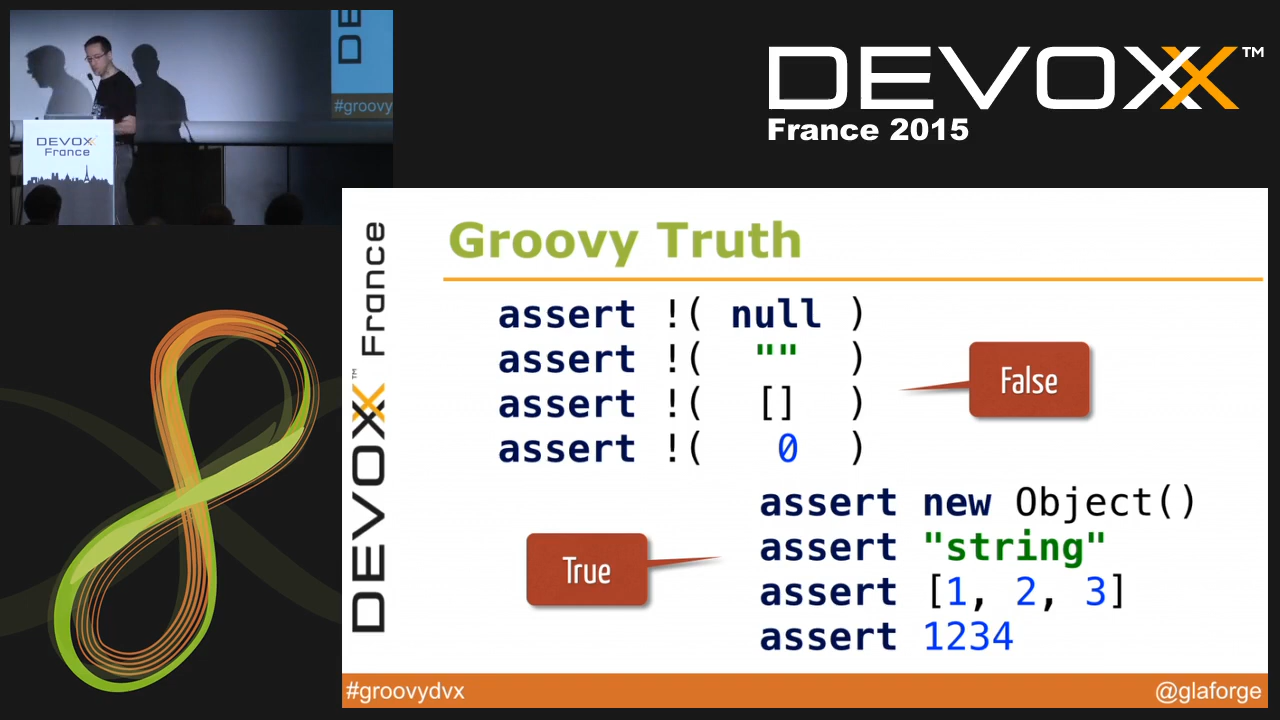 DE
#groovy
DEVOXX
France
DEVOXX™
France 2015
DEVOXX™ France
Groovy Truth
assert !( null )
assert !( "" )
assert !( [] )
assert !( 0 )
False
assert new Object()
assert "string"
assert [1, 2, 3]
assert 1234
True
#groovydvx
@glaforge